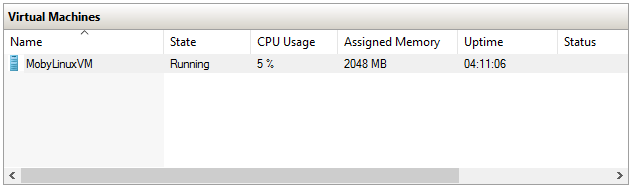 Virtual Machines
Name State CPU Usage Assigned Memory Uptime Status
MobyLinuxVM Running 5 % 2048 MB 04:11:06